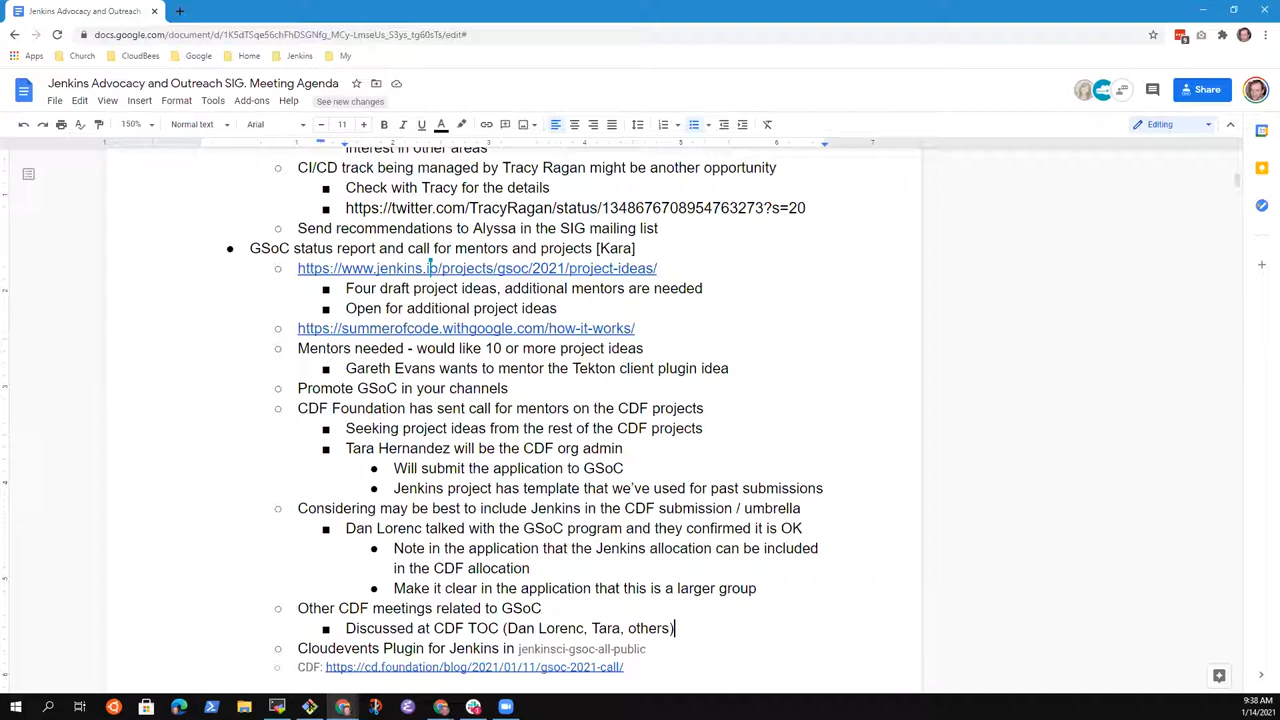 Jenkins Advocacy and Outreach S
docs.google.com/document/d/1K5dTSqe56chFhDSGNfg_MCy-LmseUs_S3ys_tg60sTs/edit#
Apps Church CloudBees Google Home Jenkins My
Jenkins Advocacy and Outreach SIG. Meeting Agenda
Share
File Edit View Insert Format Tools Add-ons Help See new changes
150% Normal text Arial 11 Editing
1 2 3 4 5 6 7
interest in other areas
CI/CD track being managed by Tracy Ragan might be another opportunity
Check with Tracy for the details
https://twitter.com/TracyRagan/status/1348676708954763273?s=20
Send recommendations to Alyssa in the SIG mailing list
GSoC status report and call for mentors and projects [Kara]
https://www.jenkins.io/projects/gsoc/2021/project-ideas/
Four draft project ideas, additional mentors are needed
Open for additional project ideas
https://summerofcode.withgoogle.com/how-it-works/
Mentors needed - would like 10 or more project ideas
Gareth Evans wants to mentor the Tekton client plugin idea
Promote GSoC in your channels
CDF Foundation has sent call for mentors on the CDF projects
Seeking project ideas from the rest of the CDF projects
Tara Hernandez will be the CDF org admin
Will submit the application to GSoC
Jenkins project has template that we've used for past submissions
Considering may be best to include Jenkins in the CDF submission / umbrella
Dan Lorenc talked with the GSoC program and they confirmed it is OK
Note in the application that the Jenkins allocation can be included
in the CDF allocation
Make it clear in the application that this is a larger group
Other CDF meetings related to GSoC
Discussed at CDF TOC (Dan Lorenc, Tara, others)
Cloudevents Plugin for Jenkins in jenkinsci-gsoc-all-public
CDF: https://cd.foundation/blog/2021/01/11/gsoc-2021-call/
9:38 AM
1/14/2021